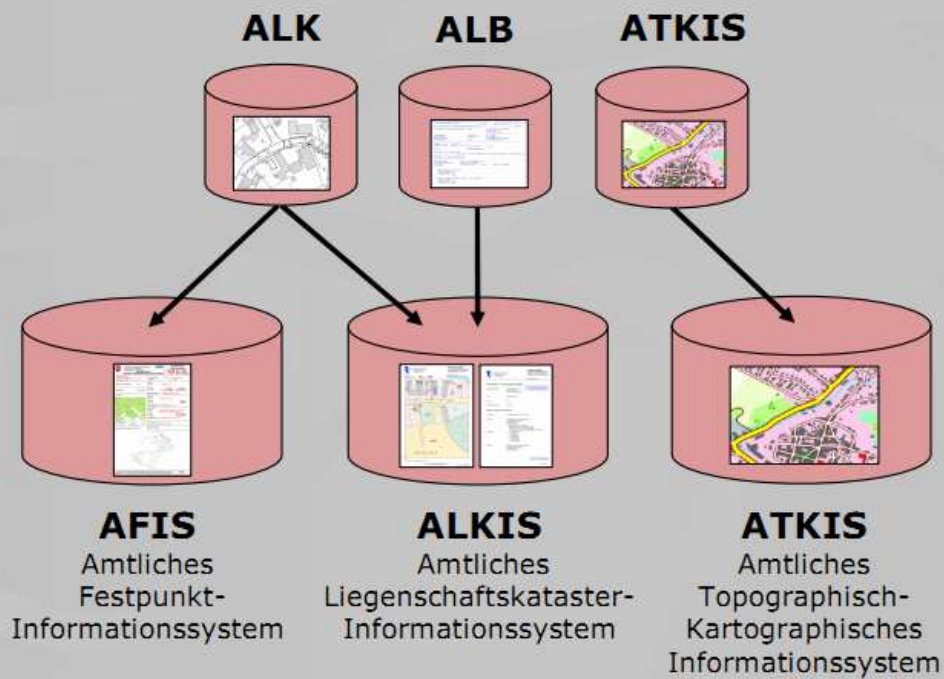 ALK
ALB
ATKIS
AFIS
Amtliches
Festpunkt-
Informationssystem
ALKIS
Amtliches
Liegenschaftskataster-
Informationssystem
ATKIS
Amtliches
Topographisch-
Kartographisches
Informationssystem